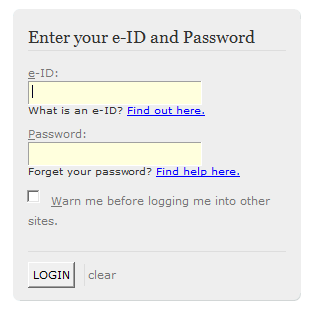 Enter your e-ID and Password
e-ID:
What is an e-ID? Find out here.
Password:
Forget your password? Find help here.
Warn me before logging me into other
sites.
LOGIN clear